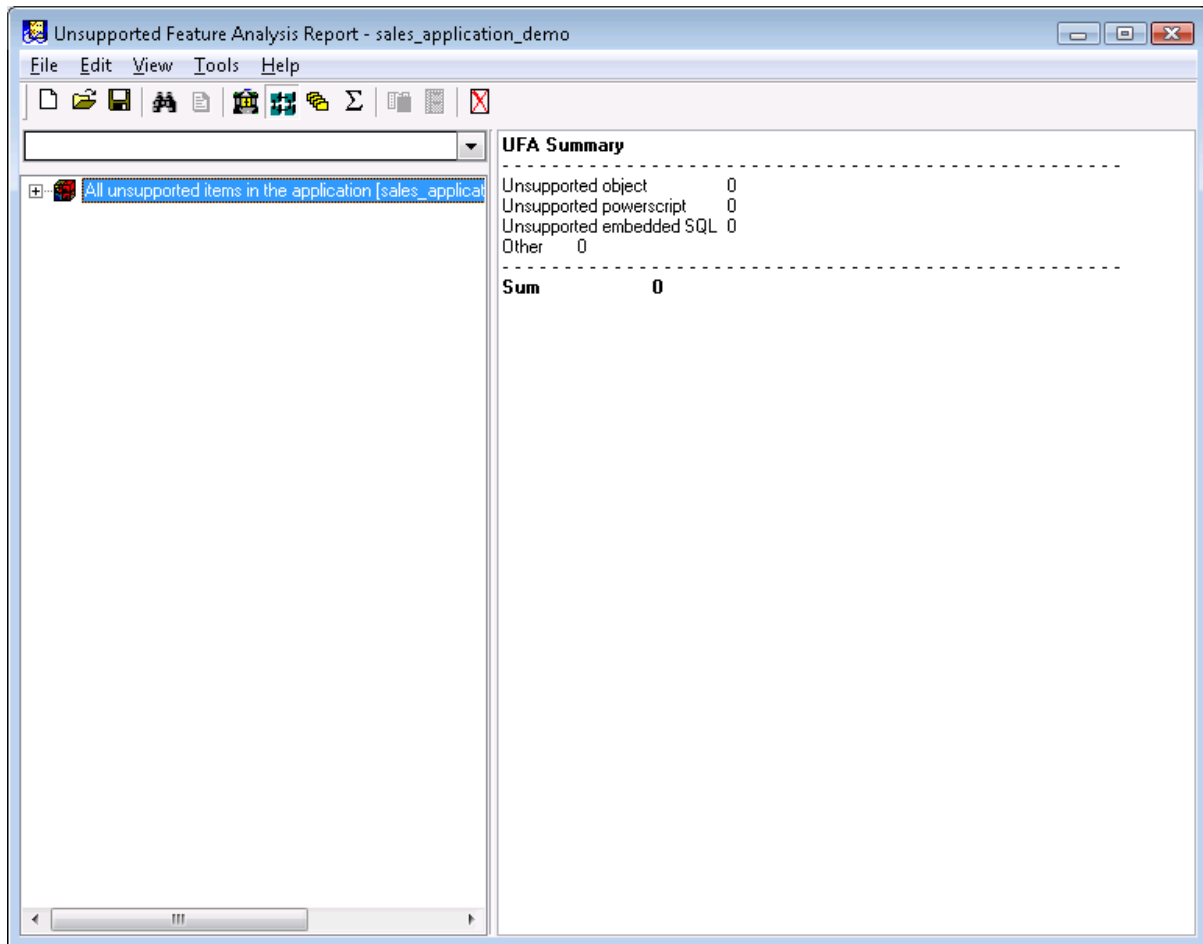 Unsupported Feature Analysis Report - sales_application_demo
File Edit View Tools Help
UFA Summary
All unsupported items in the application [sales_applicat
Unsupported object 0
Unsupported powerscript 0
Unsupported embedded SQL 0
Other 0
Sum 0